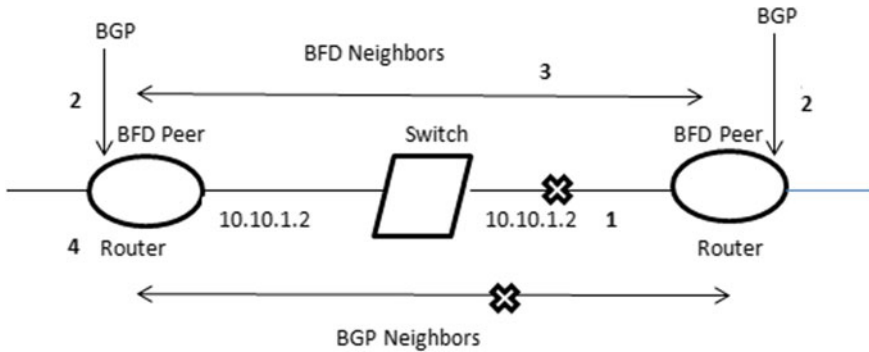 BGP
BGP
BFD Neighbors
3
2
2
BFD Peer
Switch
BFD Peer
10.10.1.2
10.10.1.2
1
4
Router
Router
BGP Neighbors